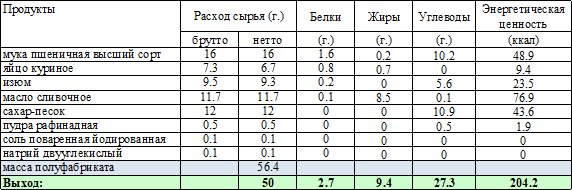 Продукты Расход сырья (г.) Белки (г.) Жиры (г.) Углеводы (г.) Энергетическая ценность (ккал)
брутто нетто
мука пшеничная высший сорт 16 16 1.6 0.2 10.2 48.9
яйцо куриное 7.3 6.7 0.8 0.7 0 9.4
изюм 9.5 9.3 0.2 0 5.6 23.5
масло сливочное 11.7 11.7 0.1 8.5 0.1 76.9
сахар-песок 12 12 0 0 10.9 43.6
пудра рафинадная 0.5 0.5 0 0 0.5 1.9
соль поваренная йодированная 0.1 0.1 0 0 0 0
натрий двууглекислый 0.1 0.1 0 0 0 0
масса полуфабриката 56.4
Выход: 50 2.7 9.4 27.3 204.2